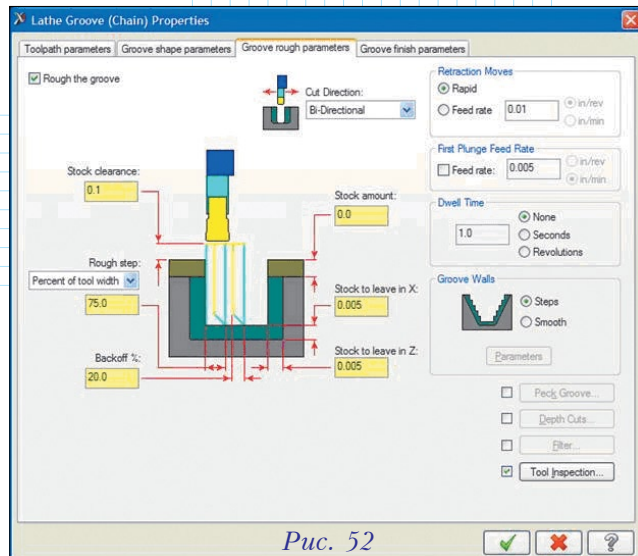 Lathe Groove (Chain) Properties
Toolpath parameters Groove shape parameters Groove rough parameters Groove finish parameters
Rough the groove
Cut Direction:
Bi-Directional
Stock clearance:
0.1
Stock amount:
0.0
Rough step:
Percent of tool width
75.0
Stock to leave in X:
0.005
Backoff %:
20.0
Stock to leave in Z:
0.005
Retraction Moves
Rapid
Feed rate 0.01 in/rev
in/min
First Plunge Feed Rate
Feed rate: 0.005 in/rev
in/min
Dwell Time
None
1.0 Seconds
Revolutions
Groove Walls
Steps
Smooth
Parameters
Peck Groove...
Depth Cuts...
Filter...
Tool Inspection...
Рис. 52